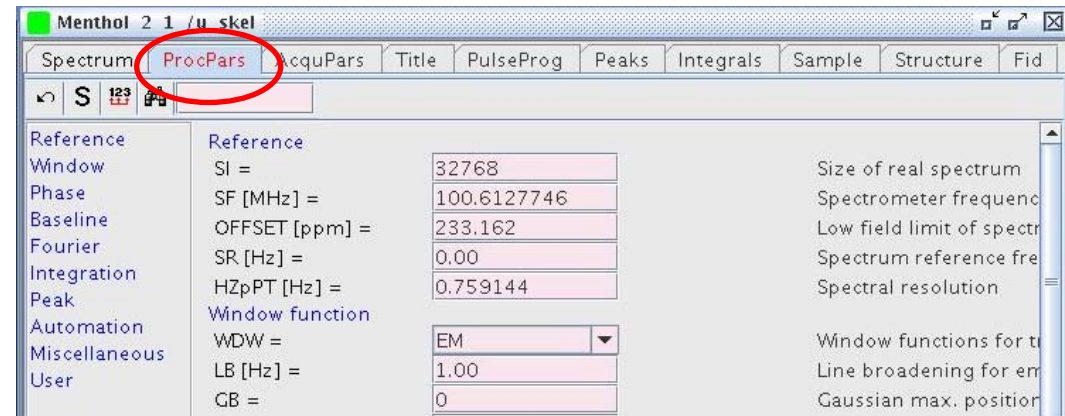 Menthol 2 1 /u skel
Spectrum ProcPars AcquPars Title PulseProg Peaks Integrals Sample Structure Fid
S 123
Reference
Window
Phase
Baseline
Fourier
Integration
Peak
Automation
Miscellaneous
User
Reference
SI = 32768 Size of real spectrum
SF [MHz] = 100.6127746 Spectrometer frequenc
OFFSET [ppm] = 233.162 Low field limit of spectr
SR [Hz] = 0.00 Spectrum reference fre
HZpPT [Hz] = 0.759144 Spectral resolution
Window function
WDW = EM Window functions for t
LB [Hz] = 1.00 Line broadening for em
GB = 0 Gaussian max. position